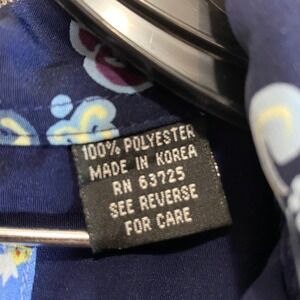 100% POLYESTER
MADE IN KOREA
RN 63725
SEE REVERSE
FOR CARE